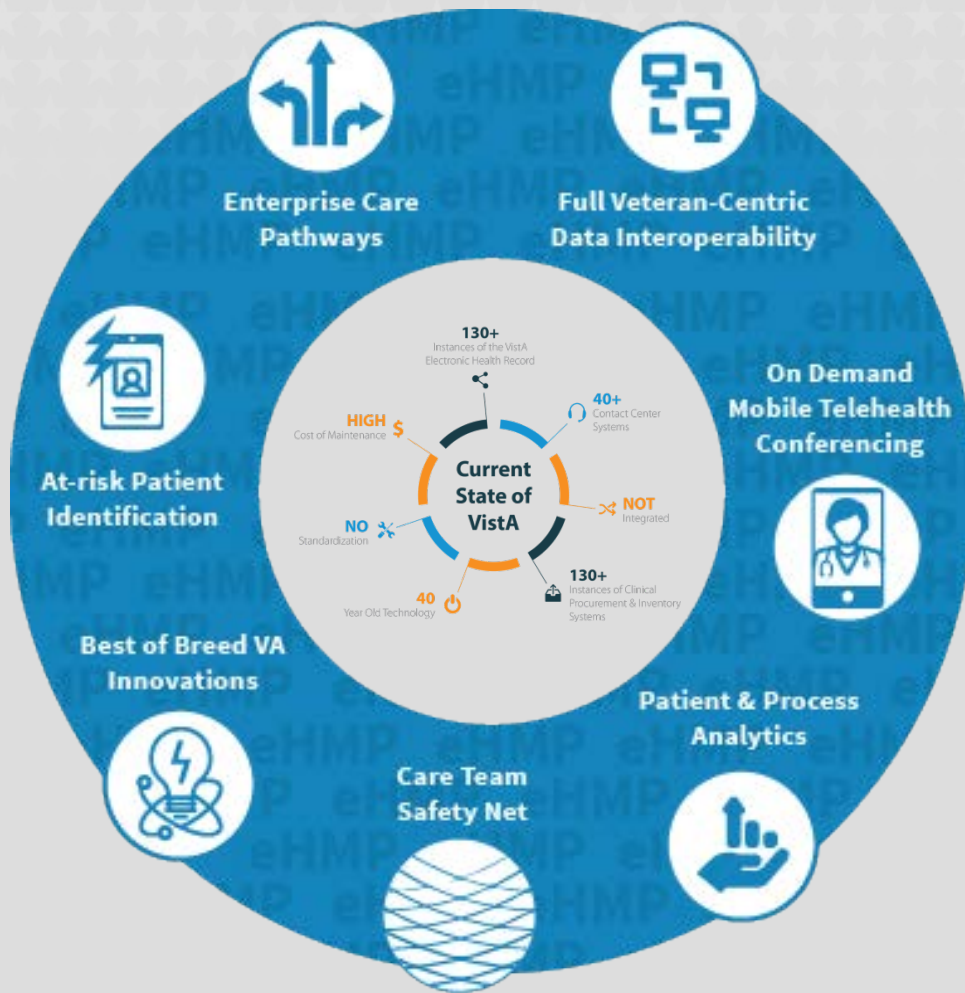 Enterprise Care
Pathways
Full Veteran-Centric
Data Interoperability
On Demand
Mobile Telehealth
Conferencing
Patient & Process
Analytics
Care Team
Safety Net
Best of Breed VA
Innovations
At-risk Patient
Identification
130+
Instances of the VistA
Electronic Health Record
40+
Contact Center
Systems
NOT
Integrated
130+
Instances of Clinical
Procurement & Inventory
Systems
40
Year Old Technology
NO
Standardization
HIGH
Cost of Maintenance
$
Current
State of
VistA
eHMP